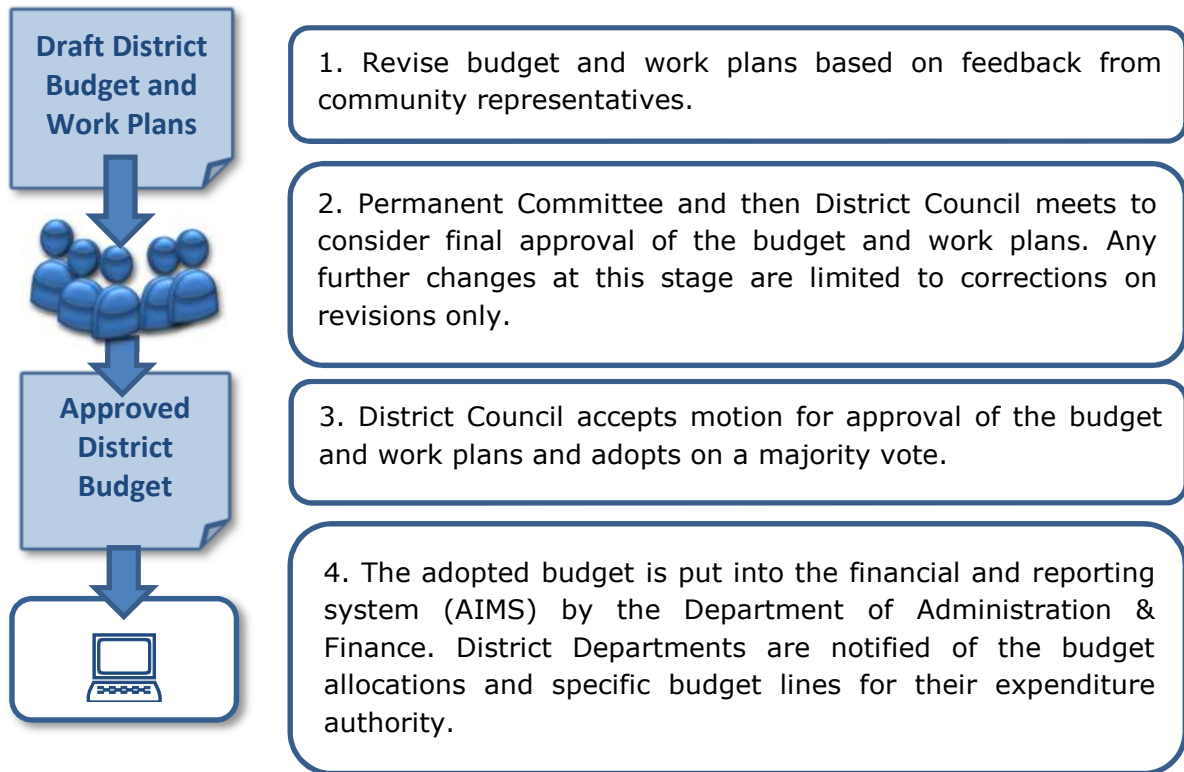 Draft District
Budget and
Work Plans
1. Revise budget and work plans based on feedback from
community representatives.
2. Permanent Committee and then District Council meets to
consider final approval of the budget and work plans. Any
further changes at this stage are limited to corrections on
revisions only.
Approved
District
Budget
3. District Council accepts motion for approval of the budget
and work plans and adopts on a majority vote.
4. The adopted budget is put into the financial and reporting
system (AIMS) by the Department of Administration &
Finance. District Departments are notified of the budget
allocations and specific budget lines for their expenditure
authority.